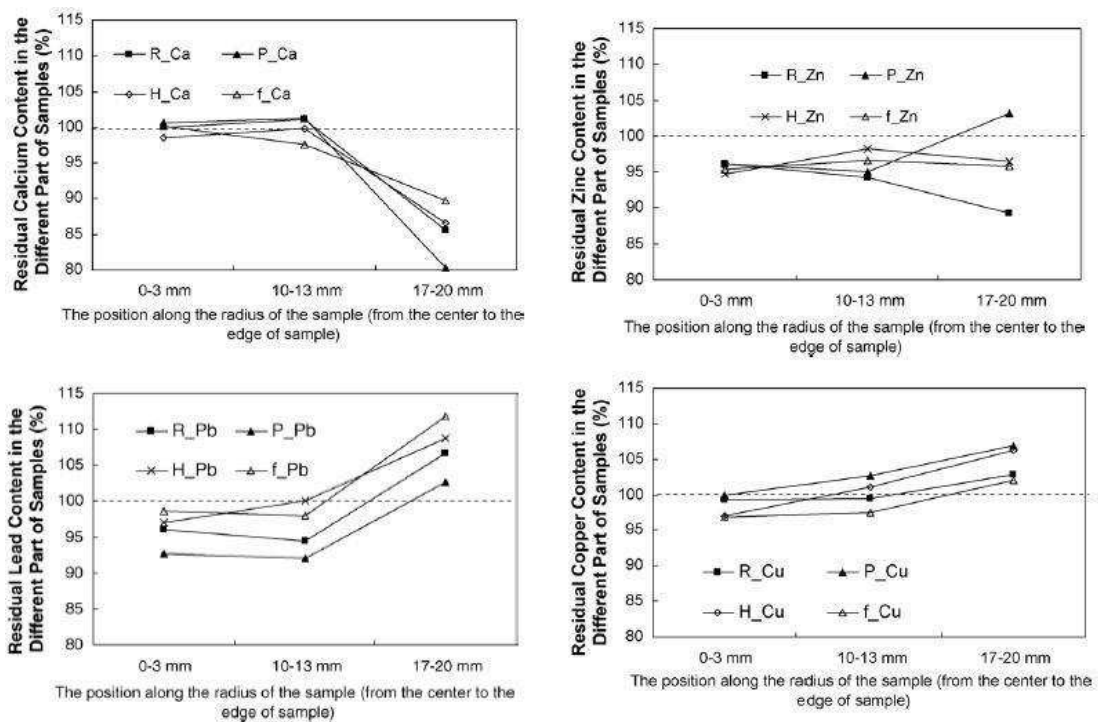 Residual Calcium Content in the
Different Part of Samples (%)
115
110
105
100
95
90
85
80
R_Ca
P_Ca
H_Ca
f_Ca
0-3 mm
10-13 mm
17-20 mm
The position along the radius of the sample (from the center to the
edge of sample)
Residual Zinc Content in the
Different Part of Samples (%)
115
110
105
100
95
90
85
80
R_Zn
P_Zn
H_Zn
f_Zn
0-3 mm
10-13 mm
17-20 mm
The position along the radius of the sample (from the center to the
edge of sample)
Residual Lead Content in the
Different Part of Samples (%)
115
110
105
100
95
90
85
80
R_Pb
P_Pb
H_Pb
f_Pb
0-3 mm
10-13 mm
17-20 mm
The position along the radius of the sample (from the center to the
edge of sample)
Residual Copper Content in the
Different Part of Samples (%)
115
110
105
100
95
90
85
80
R_Cu
P_Cu
H_Cu
f_Cu
0-3 mm
10-13 mm
17-20 mm
The position along the radius of the sample (from the center to the
edge of sample)